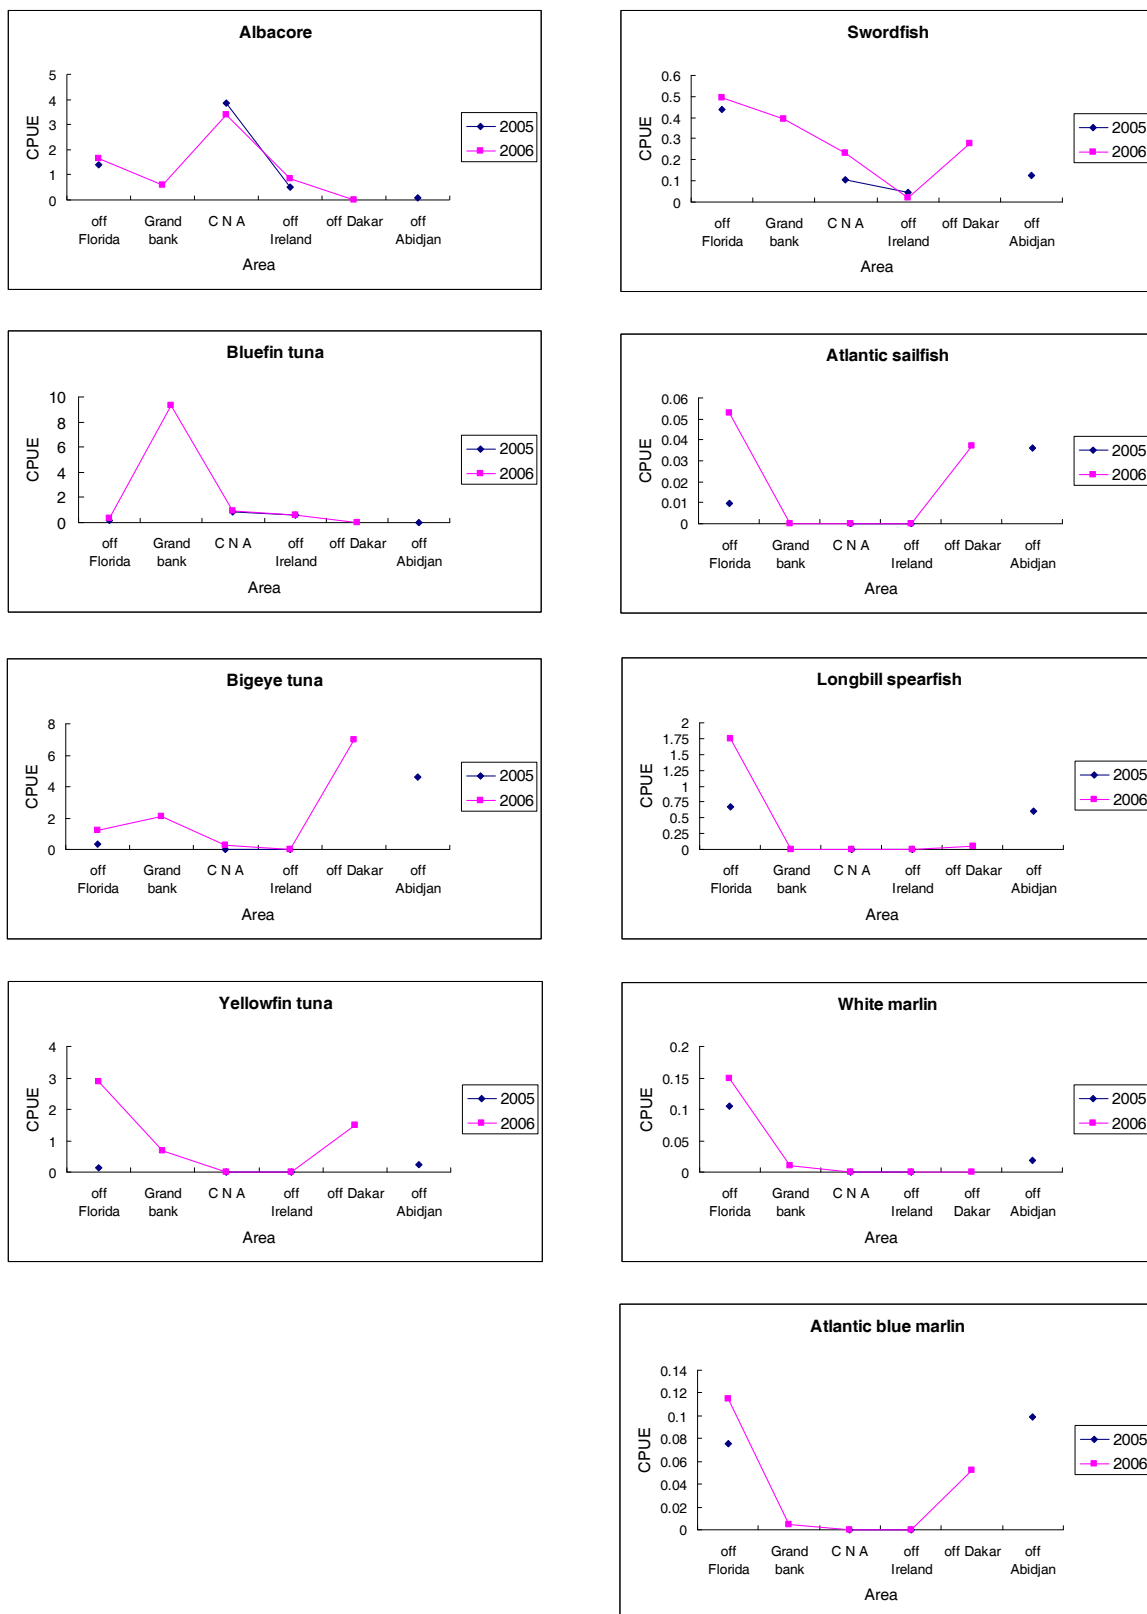 Albacore
5
4
3
2
1
0
CPUE
off Florida
Grand bank
C N A
off Ireland
off Dakar
off Abidjan
Area
2005
2006
Swordfish
0.6
0.5
0.4
0.3
0.2
0.1
0
CPUE
off Florida
Grand bank
C N A
off Ireland
off Dakar
off Abidjan
Area
2005
2006
Bluefin tuna
10
8
6
4
2
0
CPUE
off Florida
Grand bank
C N A
off Ireland
off Dakar
off Abidjan
Area
2005
2006
Atlantic sailfish
0.06
0.05
0.04
0.03
0.02
0.01
0
CPUE
off Florida
Grand bank
C N A
off Ireland
off Dakar
off Abidjan
Area
2005
2006
Bigeye tuna
8
6
4
2
0
CPUE
off Florida
Grand bank
C N A
off Ireland
off Dakar
off Abidjan
Area
2005
2006
Longbill spearfish
2
1.75
1.5
1.25
1
0.75
0.5
0.25
0
CPUE
off Florida
Grand bank
C N A
off Ireland
off Dakar
off Abidjan
Area
2005
2006
Yellowfin tuna
4
3
2
1
0
CPUE
off Florida
Grand bank
C N A
off Ireland
off Dakar
off Abidjan
Area
2005
2006
White marlin
0.2
0.15
0.1
0.05
0
CPUE
off Florida
Grand bank
C N A
off Ireland
off Dakar
off Abidjan
Area
2005
2006
Atlantic blue marlin
0.14
0.12
0.1
0.08
0.06
0.04
0.02
0
CPUE
off Florida
Grand bank
C N A
off Ireland
off Dakar
off Abidjan
Area
2005
2006